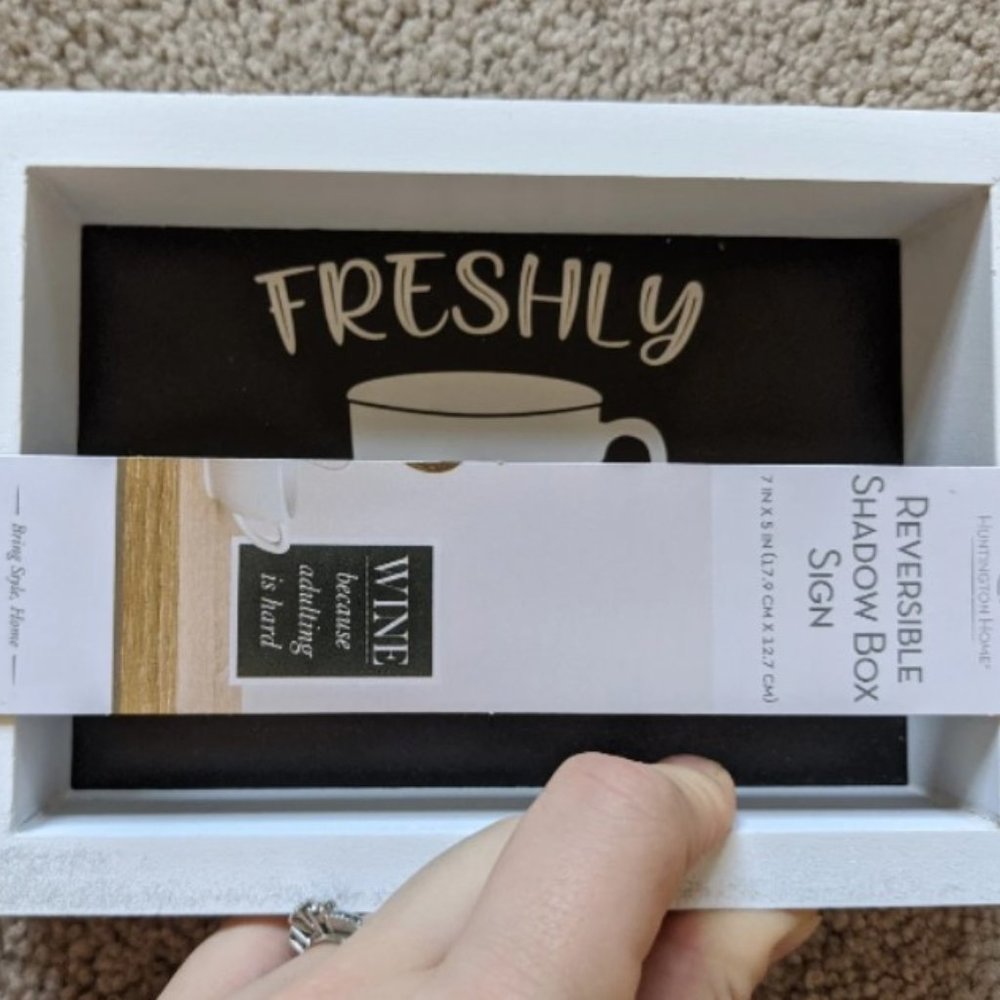 FRESHLY
HUNTINGTON HOME®
REVERSIBLE
SHADOW BOX
SIGN
7 IN X 5 IN (17.9 CM X 12.7 CM)
WINE
because
adulting
is hard
Bring Style, Home